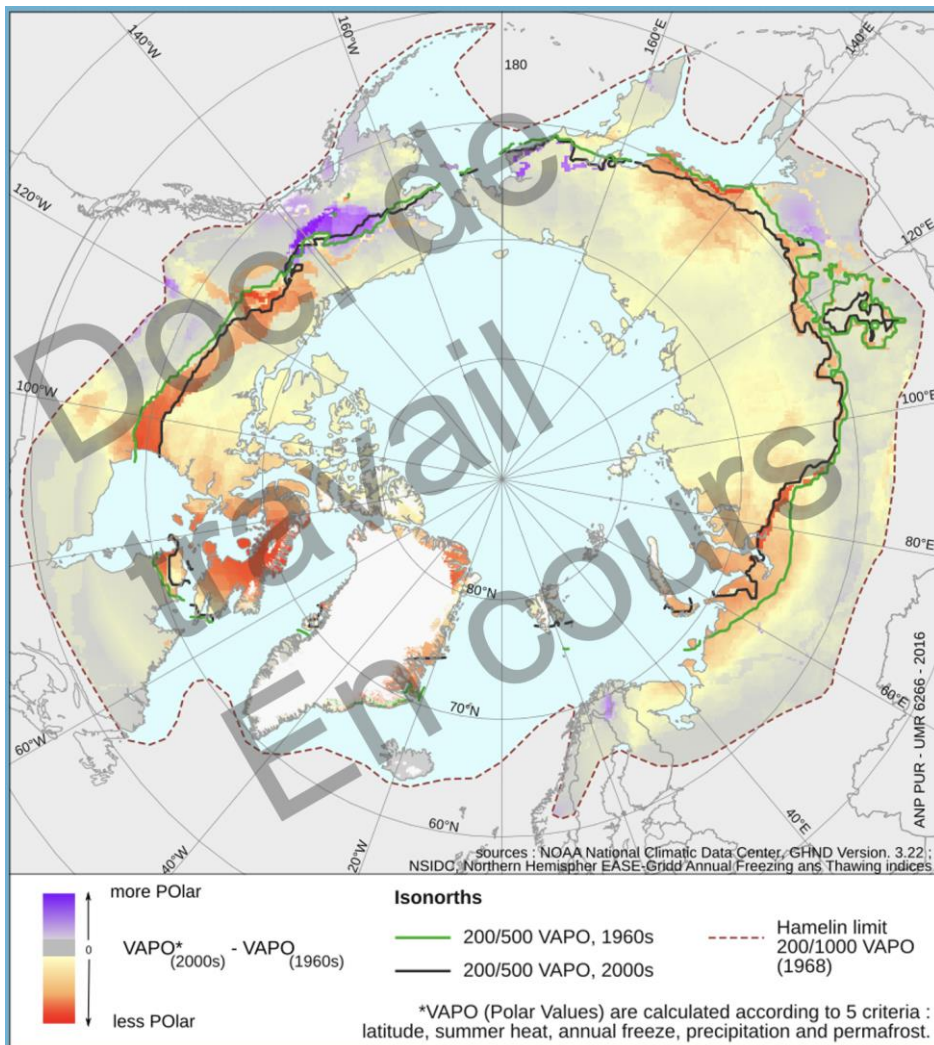 140°W
160°W
180
160°E
140°E
120°W
120°E
100°W
100°E
80°E
80°N
70°N
60°W
60°E
60°N
40°W
20°W
40°E
Doc. de
travail
En cours
ANP PUR - UMR 6266 - 2016
sources : NOAA National Climatic Data Center, GHND Version. 3.22 ;
NSIDC, Northern Hemispher EASE-Gridd Annual Freezing ans Thawing indices
more POlar
0
VAPO* (2000s) - VAPO (1960s)
less POlar
Isonorths
200/500 VAPO, 1960s
200/500 VAPO, 2000s
Hamelin limit
200/1000 VAPO
(1968)
*VAPO (Polar Values) are calculated according to 5 criteria :
latitude, summer heat, annual freeze, precipitation and permafrost.